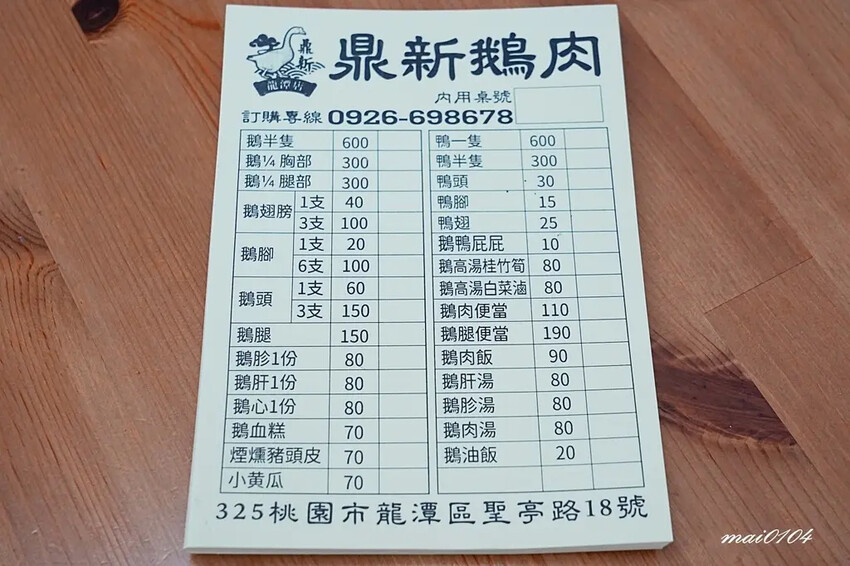 鼎新
龍潭店
鼎新鵝肉
內用桌號
訂購專線 0926-698678
鵝半隻 600
鵝¼胸部 300
鵝¼腿部 300
鵝翅膀 1支 40
3支 100
鵝腳 1支 20
6支 100
鵝頭 1支 60
3支 150
鵝腿 150
鵝胗1份 80
鵝肝1份 80
鵝心1份 80
鵝血糕 70
煙燻豬頭皮 70
小黄瓜 70
鴨一隻 600
鴨半隻 300
鴨頭 30
鴨腳 15
鴨翅 25
鵝鴨屁屁 10
鵝高湯桂竹筍 80
鵝高湯白菜滷 80
鵝肉便當 110
鵝腿便當 190
鵝肉飯 90
鵝肝湯 80
鵝胗湯 80
鵝肉湯 80
鵝油飯 20
325桃園市龍潭區聖亭路18號
mai0104